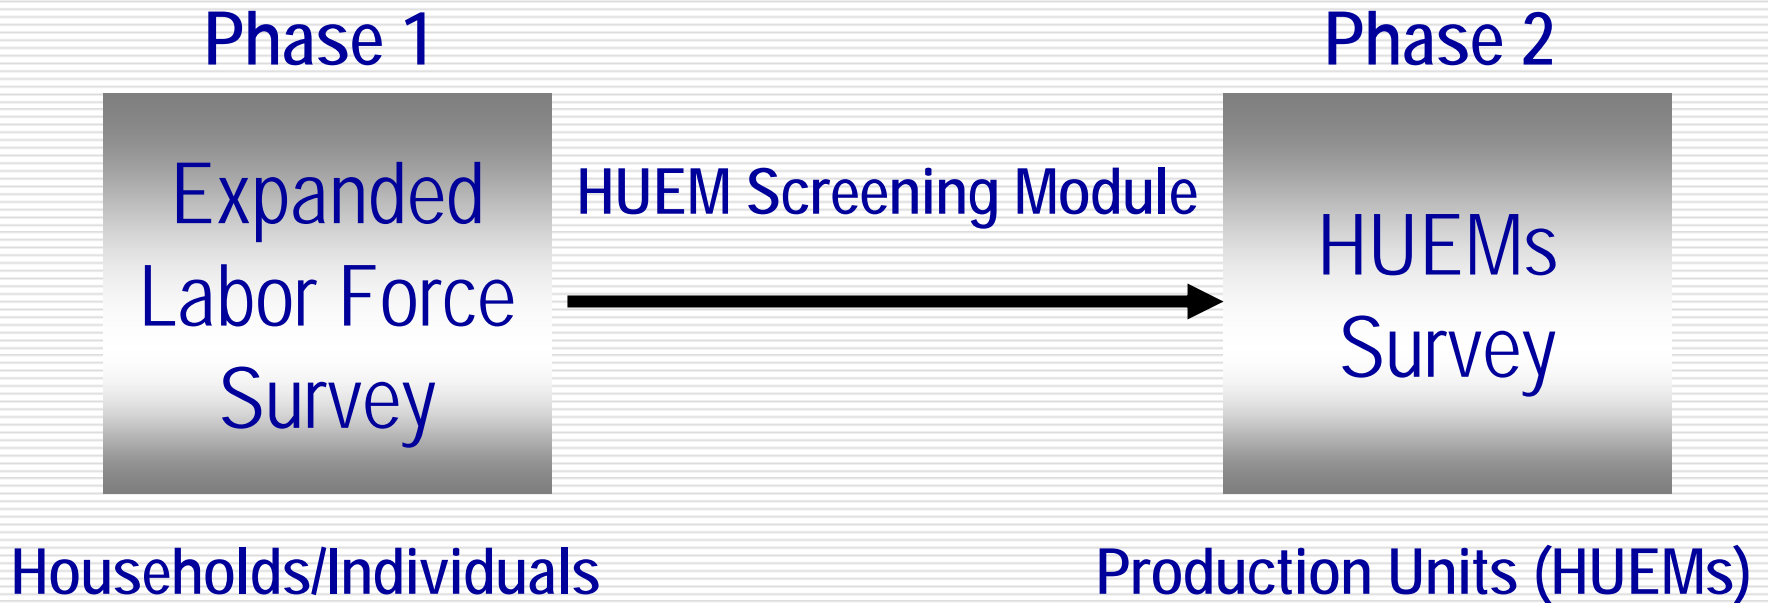 Phase 1
Expanded
Labor Force
Survey
Households/Individuals
HUEM Screening Module
Phase 2
HUEMs
Survey
Production Units (HUEMs)